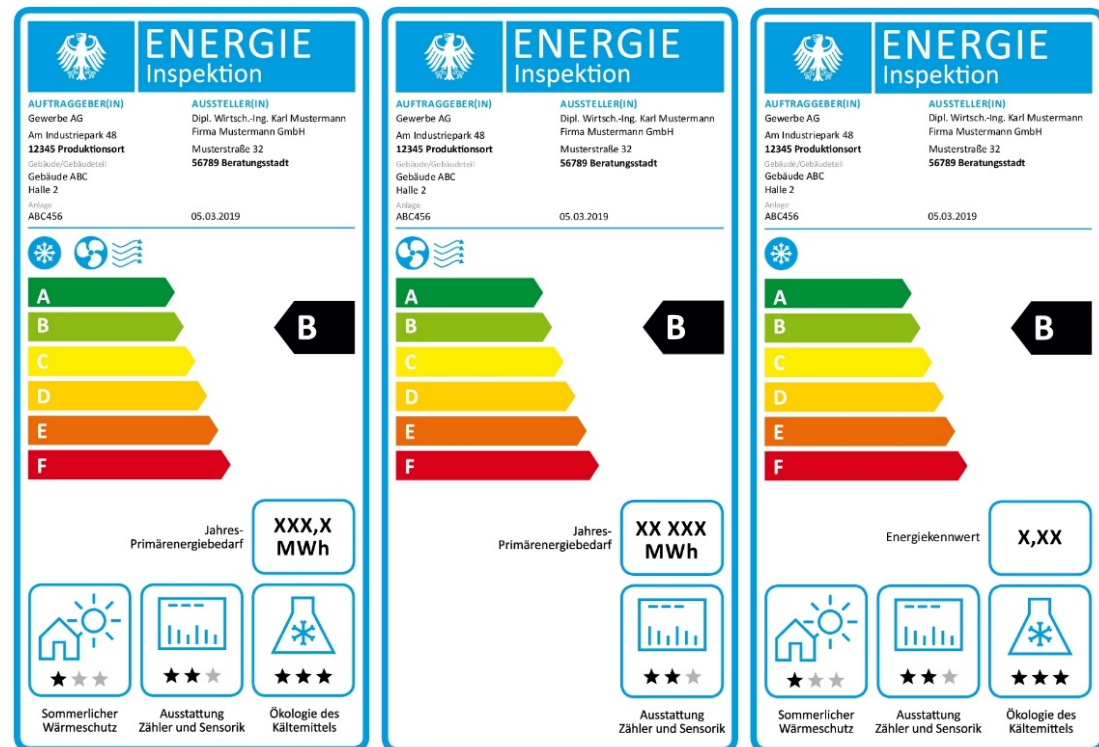 ENERGIE
Inspektion
AUFTRAGGEBER(IN)
Gewerbe AG
Am Industriepark 48
12345 Produktionsort
Gebäude/Gebäudeteil
Gebäude ABC
Halle 2
Anlage
ABC456
AUSSTELLER(IN)
Dipl. Wirtsch.-Ing. Karl Mustermann
Firma Mustermann GmbH
Musterstraße 32
56789 Beratungsstadt
05.03.2019
A
B
C
D
E
F
B
Jahres-
Primärenergiebedarf
XXX,X
MWh
Sommerlicher
Wärmeschutz
Ausstattung
Zähler und Sensorik
Ökologie des
Kältemittels
ENERGIE
Inspektion
AUFTRAGGEBER(IN)
Gewerbe AG
Am Industriepark 48
12345 Produktionsort
Gebäude/Gebäudeteil
Gebäude ABC
Halle 2
Anlage
ABC456
AUSSTELLER(IN)
Dipl. Wirtsch.-Ing. Karl Mustermann
Firma Mustermann GmbH
Musterstraße 32
56789 Beratungsstadt
05.03.2019
A
B
C
D
E
F
B
Jahres-
Primärenergiebedarf
XX XXX
MWh
Ausstattung
Zähler und Sensorik
ENERGIE
Inspektion
AUFTRAGGEBER(IN)
Gewerbe AG
Am Industriepark 48
12345 Produktionsort
Gebäude/Gebäudeteil
Gebäude ABC
Halle 2
Anlage
ABC456
AUSSTELLER(IN)
Dipl. Wirtsch.-Ing. Karl Mustermann
Firma Mustermann GmbH
Musterstraße 32
56789 Beratungsstadt
05.03.2019
A
B
C
D
E
F
B
Energiekennwert
X,XX
Sommerlicher
Wärmeschutz
Ausstattung
Zähler und Sensorik
Ökologie des
Kältemittels